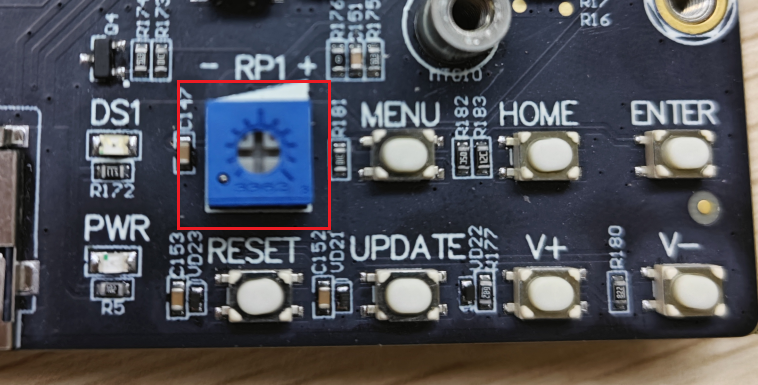 R174
R173
Q4
R176
C151
R175
R17
R16
- RP1 +
DS1
C147
R181
MENU
R182
R183
HOME
ENTER
R172
3362
PWR
C153
VD23
RESET
C152
VD21
UPDATE
VD22
R177
V+
R180
V-
R5